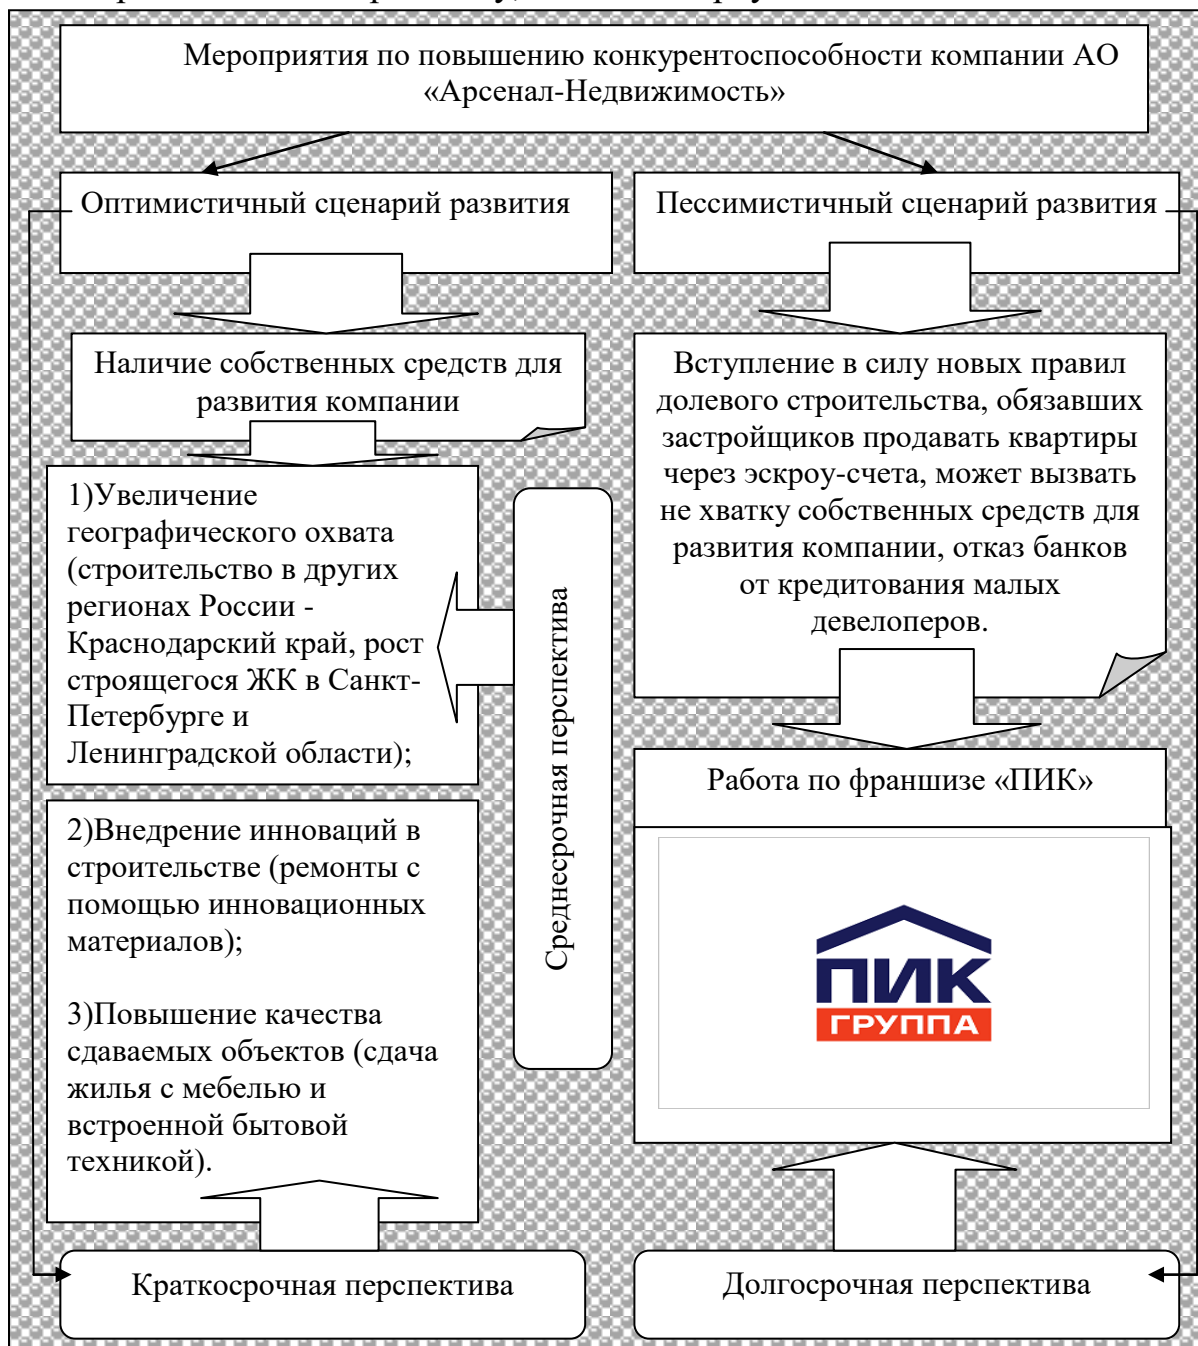 Мероприятия по повышению конкурентоспособности компании АО
«Арсенал-Недвижимость»
Оптимистичный сценарий развития
Пессимистичный сценарий развития
Наличие собственных средств для
развития компании
Вступление в силу новых правил
долевого строительства, обязавших
застройщиков продавать квартиры
через эскроу-счета, может вызвать
не хватку собственных средств для
развития компании, отказ банков
от кредитования малых
девелоперов.
1)Увеличение
географического охвата
(строительство в других
регионах России -
Краснодарский край, рост
строящегося ЖК в Санкт-
Петербурге и
Ленинградской области);
Среднесрочная перспектива
Работа по франшизе «ПИК»
2)Внедрение инноваций в
строительстве (ремонты с
помощью инновационных
материалов);
3)Повышение качества
сдаваемых объектов (сдача
жилья с мебелью и
встроенной бытовой
техникой).
ПИК
ГРУППА
Краткосрочная перспектива
Долгосрочная перспектива